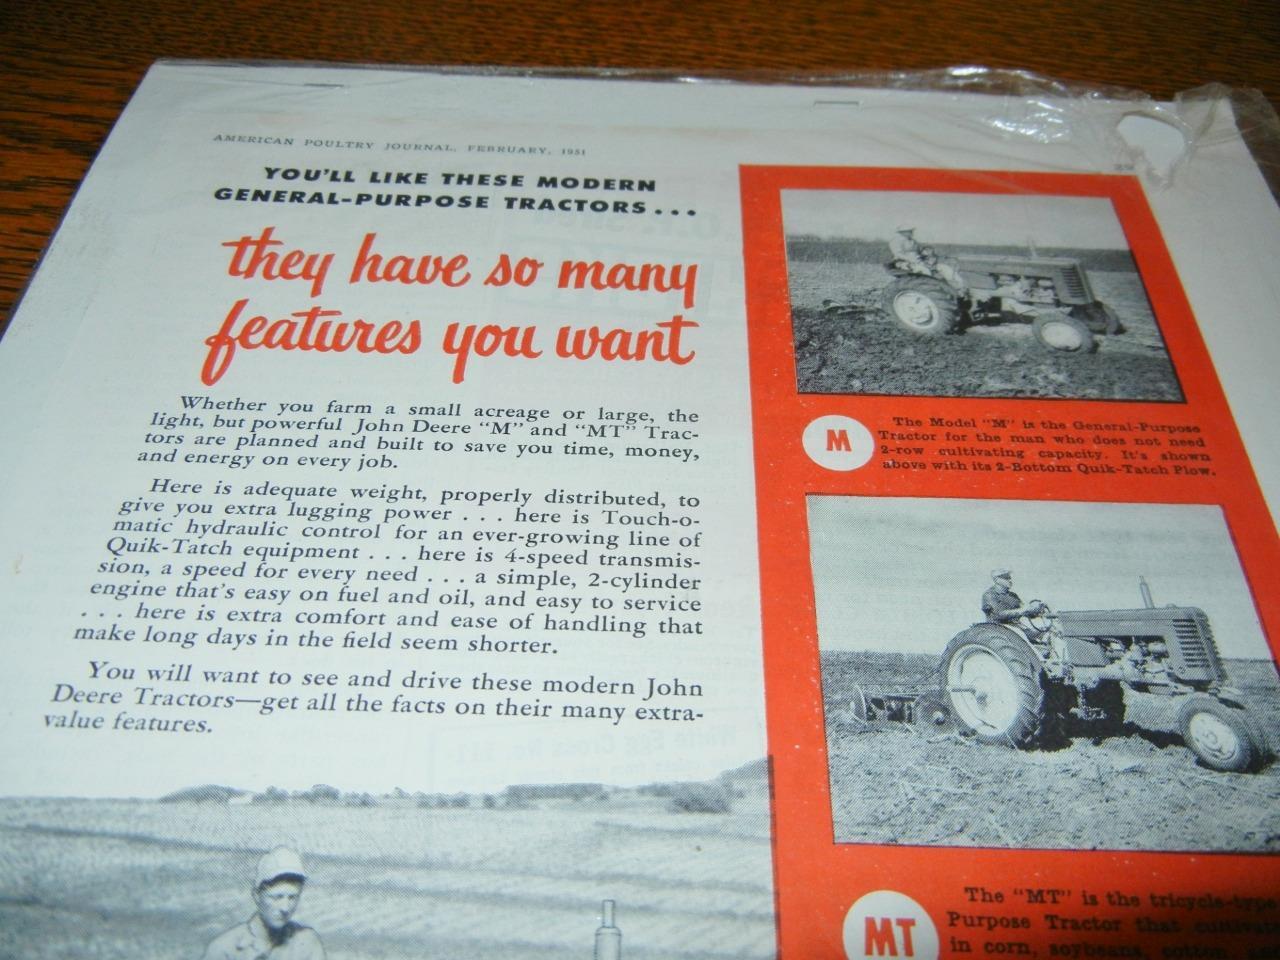 AMERICAN POULTRY JOURNAL, FEBRUARY, 1951
YOU'LL LIKE THESE MODERN
GENERAL-PURPOSE TRACTORS...
they have so many
features you want
Whether you farm a small acreage or large, the
light, but powerful John Deere "M" and "MT" Trac-
tors are planned and built to save you time, money,
and energy on every job.
Here is adequate weight, properly distributed, to
give you extra lugging power . . . here is Touch-o-
matic hydraulic control for an ever-growing line of
Quik-Tatch equipment . . . here is 4-speed transmis-
sion, a speed for every need . . . a simple, 2-cylinder
engine that's easy on fuel and oil, and easy to service
. . . here is extra comfort and ease of handling that
make long days in the field seem shorter.
You will want to see and drive these modern John
Deere Tractors—get all the facts on their many extra-
value features.
M
The Model "M" is the General-Purpose
Tractor for the man who does not need
2-row cultivating capacity. It's shown
above with its 2-Bottom Quik-Tatch Plow.
MT
The "MT" is the tricycle-type
Purpose Tractor that cultivates
in corn, soybeans, cotton,